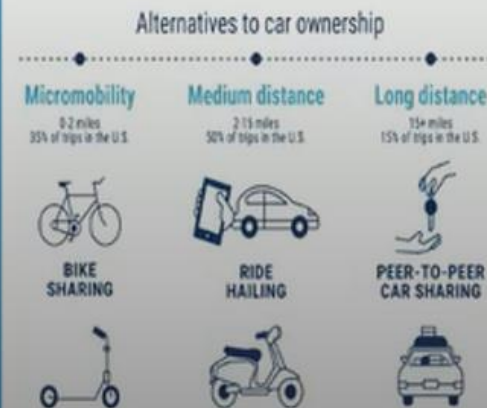 Alternatives to car ownership
Micromobility
0-2 miles
35% of trips in the U.S.
Medium distance
2-15 miles
50% of trips in the U.S.
Long distance
15+ miles
15% of trips in the U.S.
BIKE
SHARING
RIDE
HAILING
PEER-TO-PEER
CAR SHARING